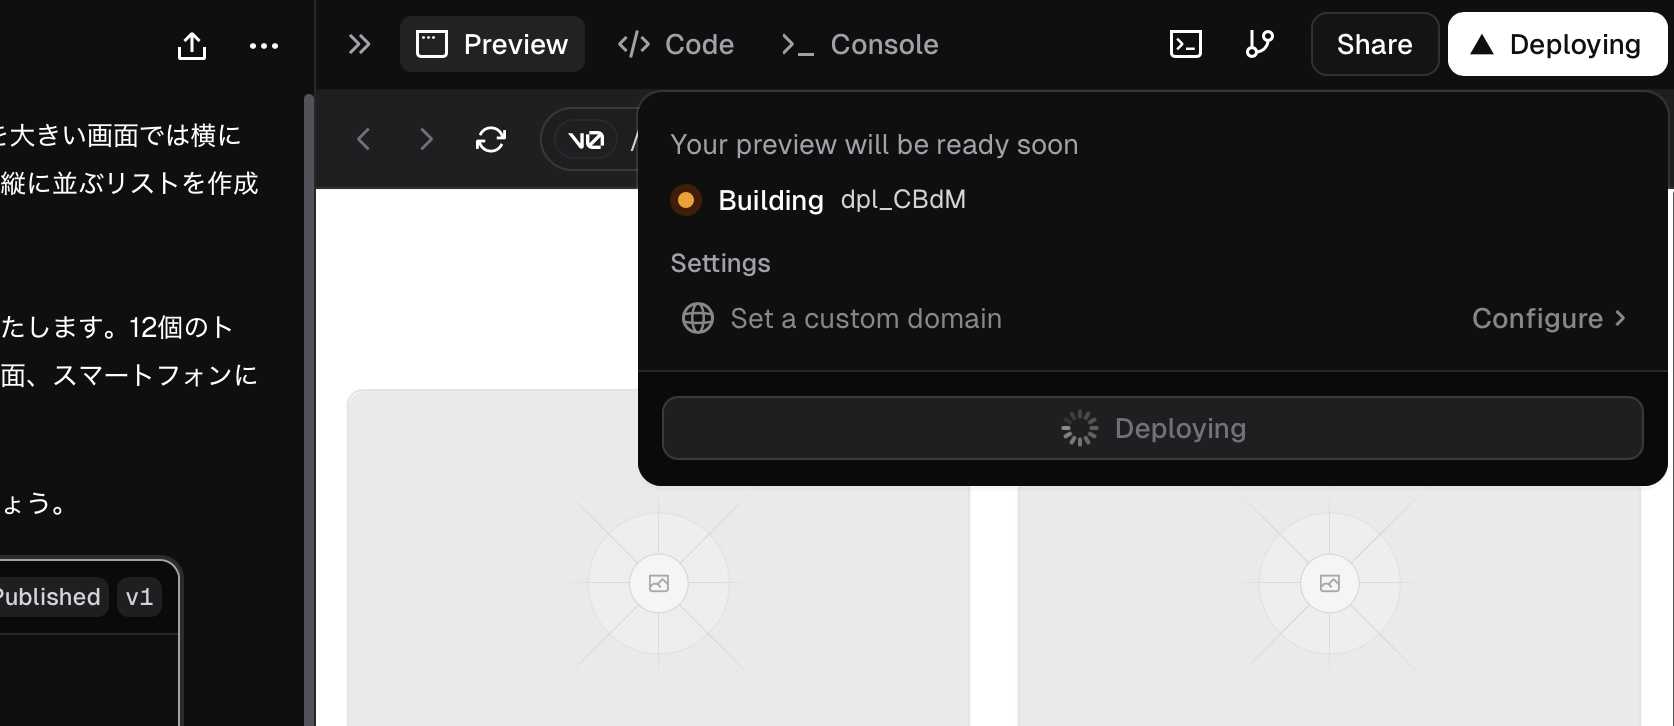 を大きい画面では横に
縦に並ぶリストを作成
たします。12個のト
面、スマートフォンに
ょう。
Published v1
Preview Code Console Share Deploying
v0 /
Your preview will be ready soon
Building dpl_CBdM
Settings
Set a custom domain Configure
Deploying